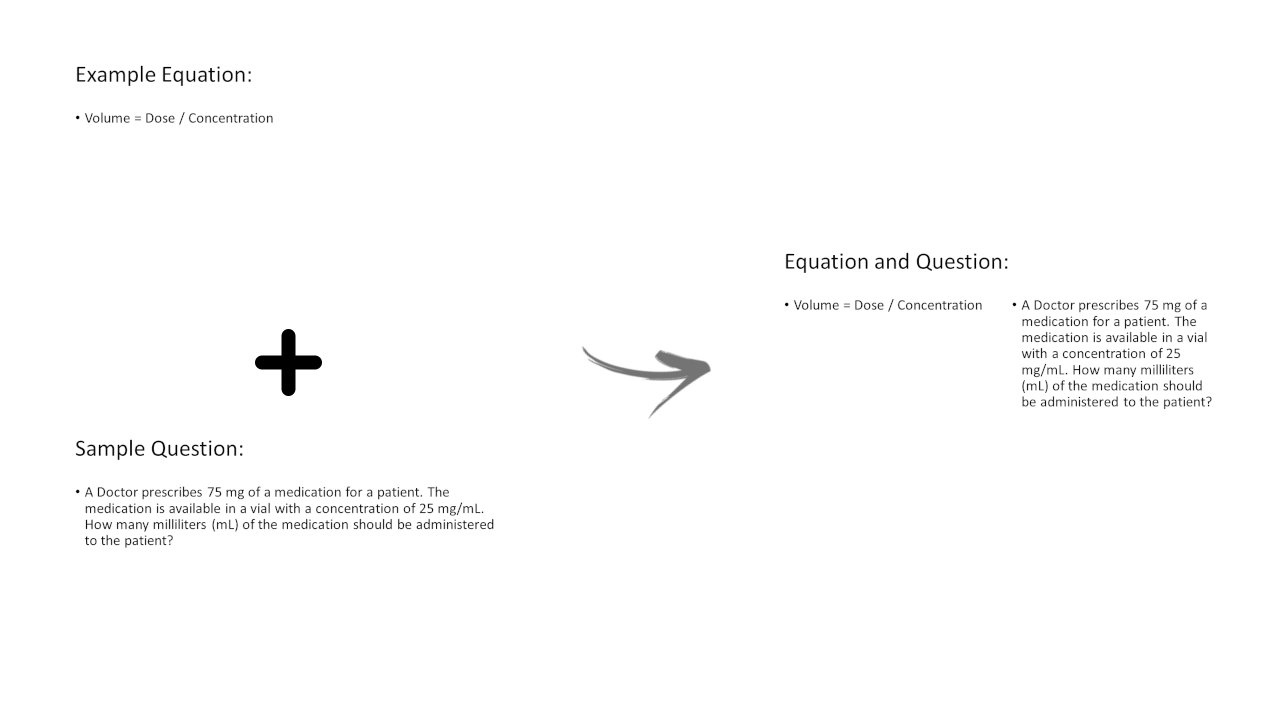 Example Equation:
• Volume = Dose / Concentration
Sample Question:
• A Doctor prescribes 75 mg of a medication for a patient. The
medication is available in a vial with a concentration of 25 mg/mL.
How many milliliters (mL) of the medication should be administered
to the patient?
Equation and Question:
• Volume = Dose / Concentration
• A Doctor prescribes 75 mg of a
medication for a patient. The
medication is available in a vial
with a concentration of 25
mg/mL. How many milliliters
(mL) of the medication should
be administered to the patient?